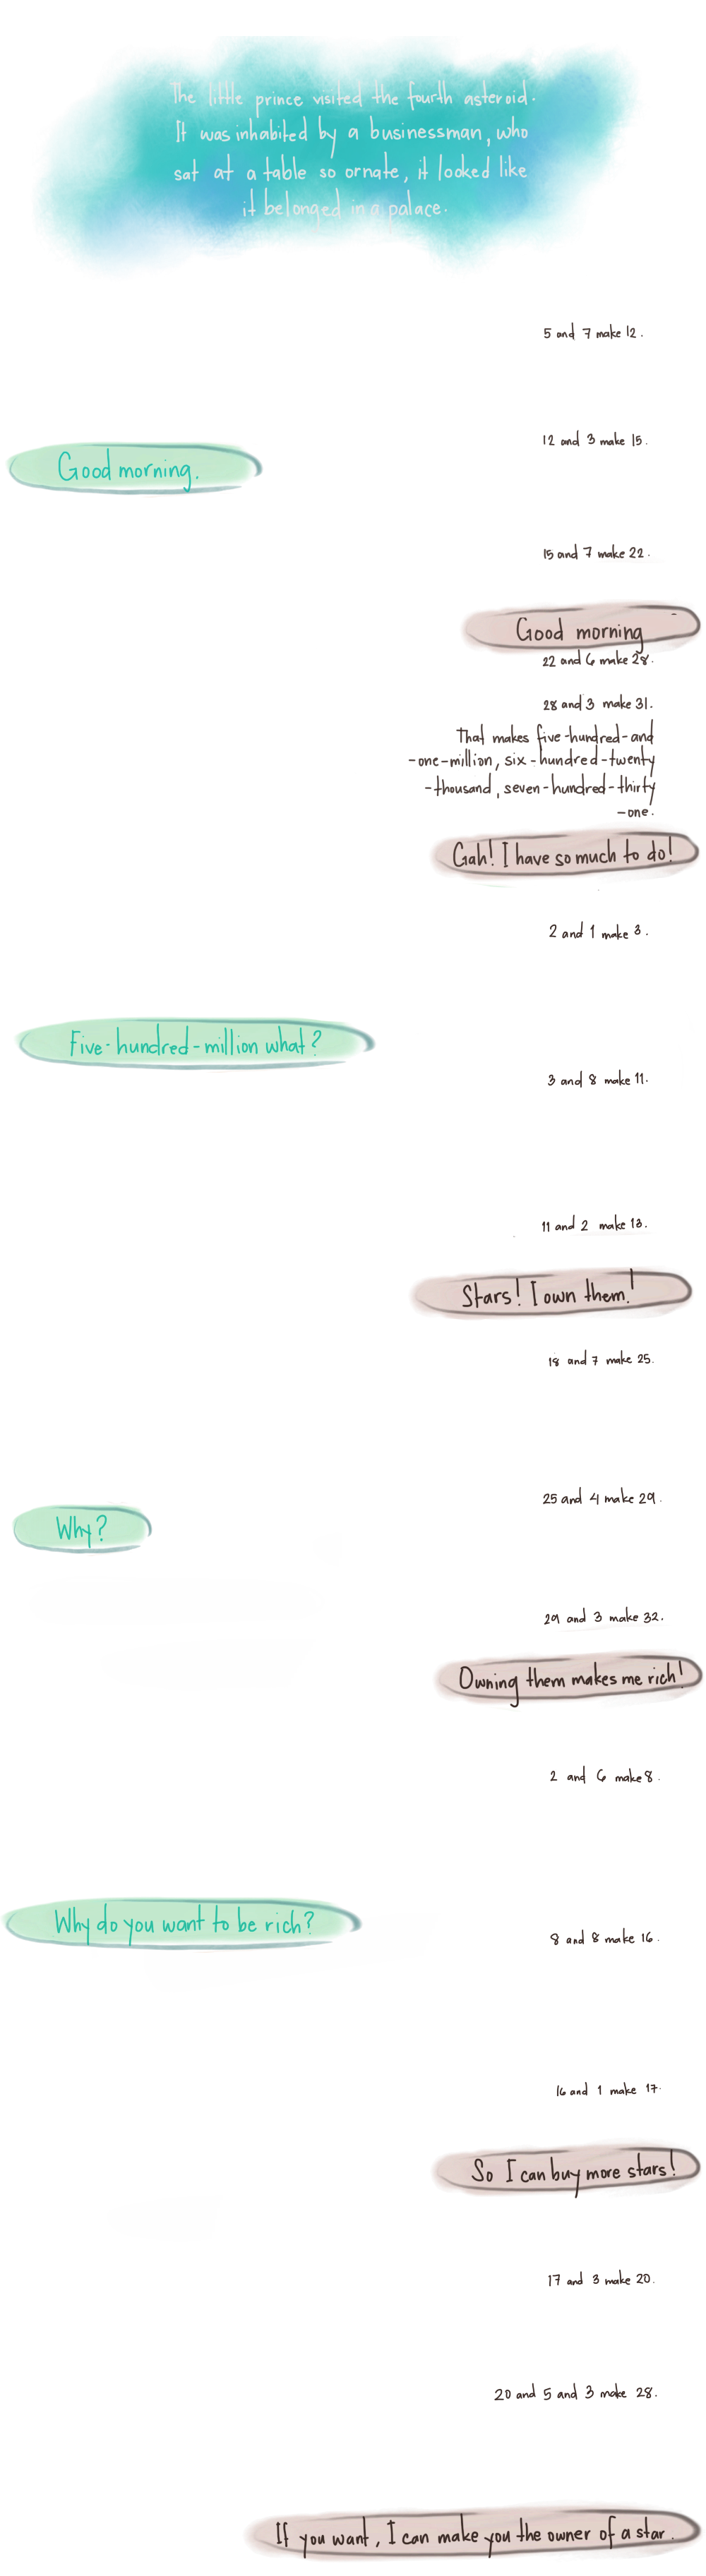 The little prince visited the fourth asteroid.
It was inhabited by a businessman, who
sat at a table so ornate, it looked like
it belonged in a palace.
5 and 7 make 12.
12 and 3 make 15.
Good morning.
15 and 7 make 22.
Good morning
22 and 6 make 28.
28 and 3 make 31.
That makes five-hundred-and
-one-million, six-hundred-twenty
-thousand, seven-hundred-thirty
-one.
Gah! I have so much to do!
2 and 1 make 3.
Five-hundred-million what?
3 and 8 make 11.
11 and 2 make 13.
Stars! I own them!
18 and 7 make 25.
25 and 4 make 29.
Why?
29 and 3 make 32.
Owning them makes me rich!
2 and 6 make 8.
Why do you want to be rich?
8 and 8 make 16.
16 and 1 make 17.
So I can buy more stars!
17 and 3 make 20.
20 and 5 and 3 make 28.
If you want, I can make you the owner of a star.